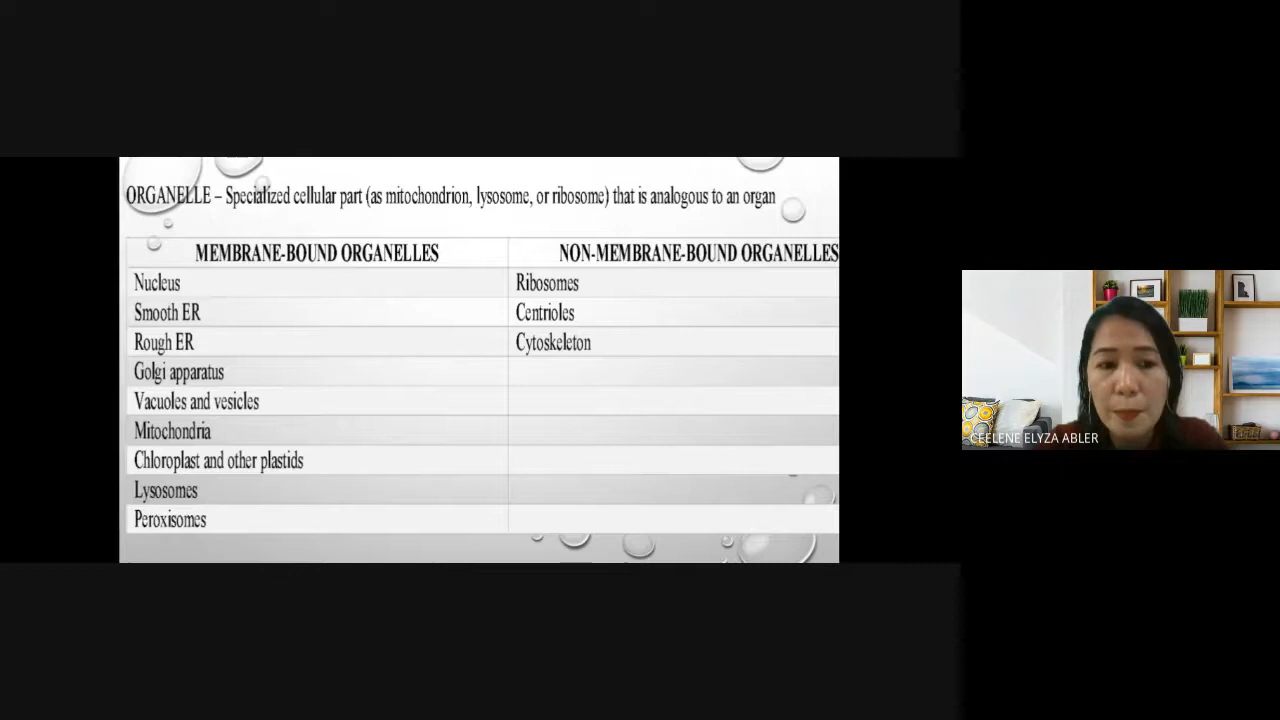 ORGANELLE – Specialized cellular part (as mitochondrion, lysosome, or ribosome) that is analogous to an organ
MEMBRANE-BOUND ORGANELLES NON-MEMBRANE-BOUND ORGANELLES
Nucleus Ribosomes
Smooth ER Centrioles
Rough ER Cytoskeleton
Golgi apparatus
Vacuoles and vesicles
Mitochondria
Chloroplast and other plastids
Lysosomes
Peroxisomes
CEELENE ELYZA ABLER